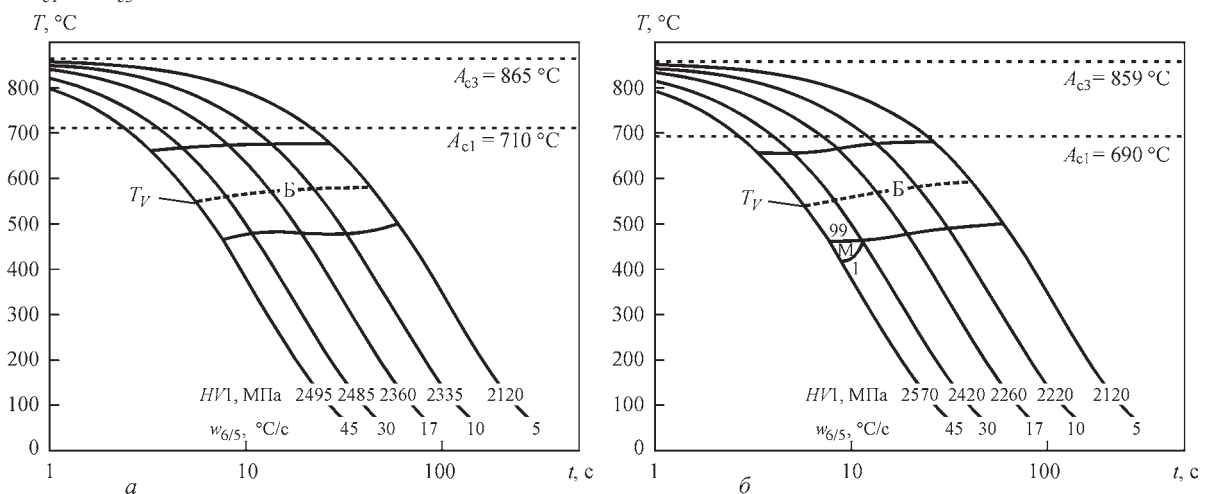 T, °C
800
700
600
500
400
300
200
100
0
A_c3 = 865 °C
A_c1 = 710 °C
T_V
Б
HV1, МПа 2495 2485 2360 2335 2120
w_6/5, °C/с 45 30 17 10 5
1 10 100 t, с
а
T, °C
800
700
600
500
400
300
200
100
0
A_c3 = 859 °C
A_c1 = 690 °C
T_V
Б
99
М
1
HV1, МПа 2570 2420 2260 2220 2120
w_6/5, °C/с 45 30 17 10 5
1 10 100 t, с
б